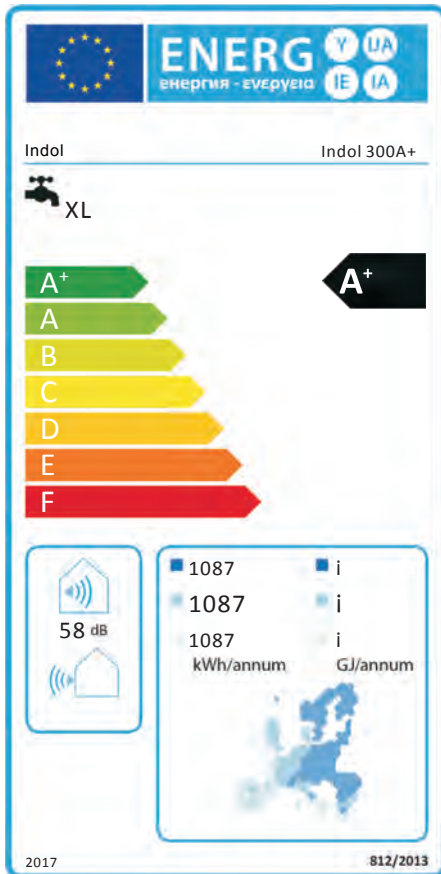 ENERG Y UA
енергия · ενεργεια IE IA
Indol Indol 300A+
XL
A+ A+
A
B
C
D
E
F
1087 i
1087 i
1087 i
kWh/annum GJ/annum
58 dB
2017 812/2013